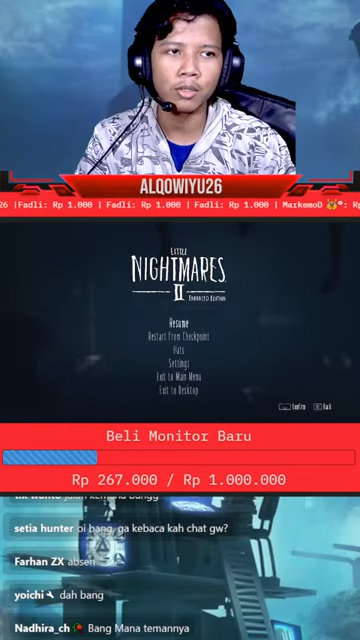 ALQOWIYU26
26 |Fadli: Rp 1.000 | Fadli: Rp 1.000 | Fadli: Rp 1.000 | MarkemoD 🦌°: Rp
LITTLE
NIGHTMARES
II
ENHANCED EDITION
Resume
Restart from Checkpoint
Hats
Settings
Exit to Main Menu
Exit to Desktop
Confirm
Back
Beli Monitor Baru
Rp 267.000 / Rp 1.000.000
bangg
setia hunter oi bang, ga kebaca kah chat gw?
Farhan ZX absen
yoichi dah bang
Nadhira_ch🥀 Bang Mana temannya